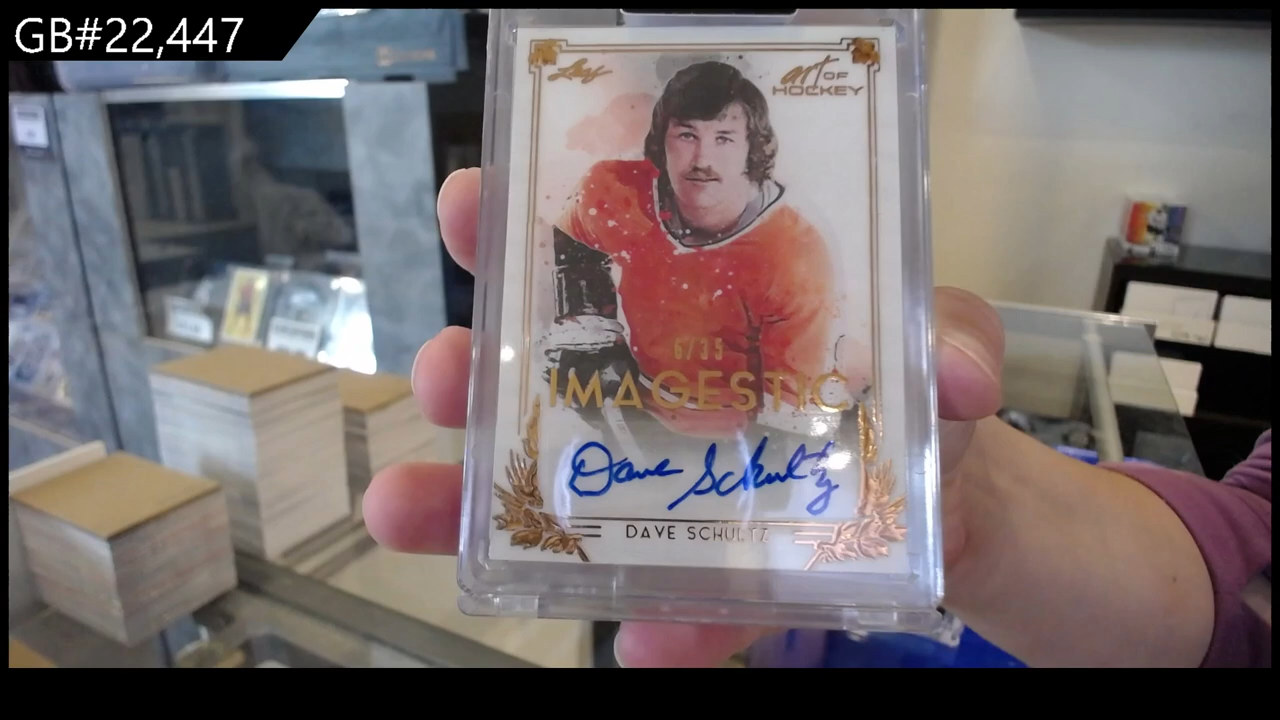 GB#22,447
Leaf
art OF
HOCKEY
6/35
IMAGESTIC
Dave Schultz
DAVE SCHULTZ